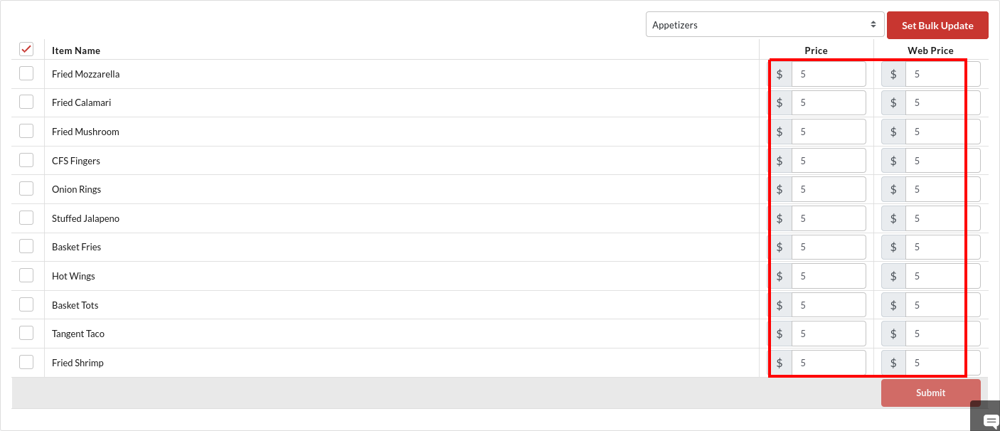 Appetizers Set Bulk Update
Item Name Price Web Price
Fried Mozzarella $ 5 $ 5
Fried Calamari $ 5 $ 5
Fried Mushroom $ 5 $ 5
CFS Fingers $ 5 $ 5
Onion Rings $ 5 $ 5
Stuffed Jalapeno $ 5 $ 5
Basket Fries $ 5 $ 5
Hot Wings $ 5 $ 5
Basket Tots $ 5 $ 5
Tangent Taco $ 5 $ 5
Fried Shrimp $ 5 $ 5
Submit